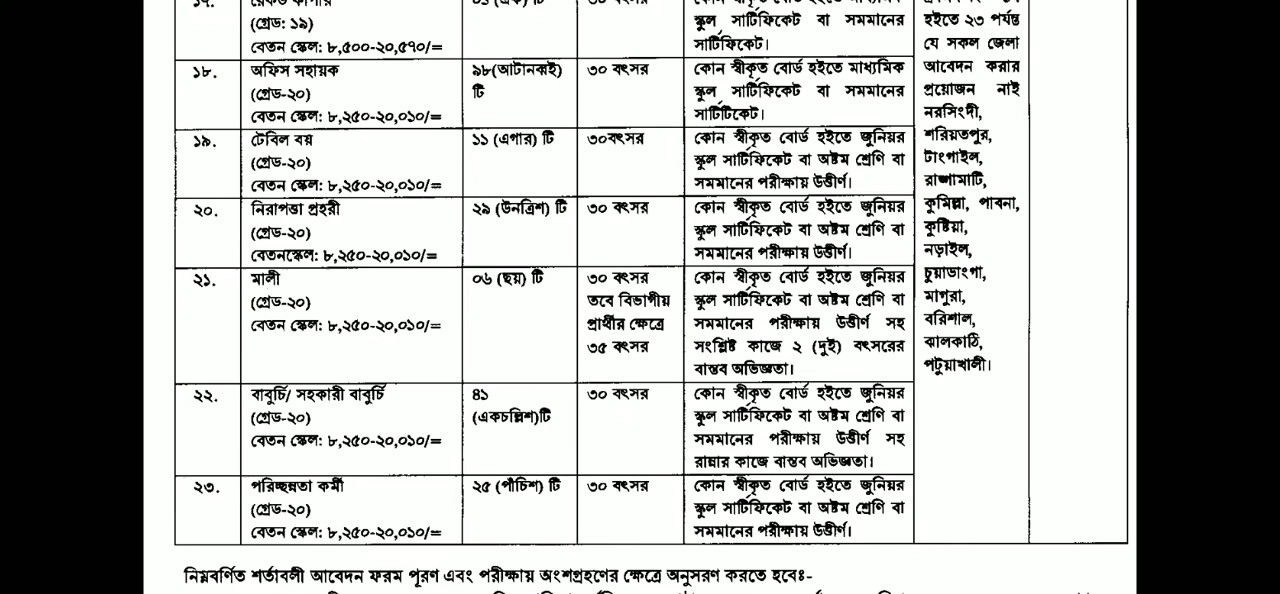 ১৭.
(গ্রেড: ১৯)
বেতন স্কেল: ৮,৫০০-২০,৫৭০/=
৩০ বৎসর
স্কুল সার্টিফিকেট বা সমমানের
সার্টিফিকেট।
হইতে ২৩ পর্যন্ত
যে সকল জেলা
আবেদন করার
প্রয়োজন নাই
নরসিংদী,
শরিয়তপুর,
টাংগাইল,
রাঙ্গামাটি,
কুমিল্লা, পাবনা,
কুষ্টিয়া,
নড়াইল,
চুয়াডাংগা,
মাগুরা,
বরিশাল,
ঝালকাঠি,
পটুয়াখালী।
১৮.
অফিস সহায়ক
(গ্রেড-২০)
বেতন স্কেল: ৮,২৫০-২০,০১০/=
৯৮(আটানব্বই)
টি
৩০ বৎসর
কোন স্বীকৃত বোর্ড হইতে মাধ্যমিক
স্কুল সার্টিফিকেট বা সমমানের
সার্টিটিকেট।
১৯.
টেবিল বয়
(গ্রেড-২০)
বেতন স্কেল: ৮,২৫০-২০,০১০/=
১১ (এগার) টি
৩০বৎসর
কোন স্বীকৃত বোর্ড হইতে জুনিয়র
স্কুল সার্টিফিকেট বা অষ্টম শ্রেণি বা
সমমানের পরীক্ষায় উত্তীর্ণ।
২০.
নিরাপত্তা প্রহরী
(গ্রেড-২০)
বেতনস্কেল: ৮,২৫০-২০,০১০/=
২৯ (উনত্রিশ) টি
৩০ বৎসর
কোন স্বীকৃত বোর্ড হইতে জুনিয়র
স্কুল সার্টিফিকেট বা অষ্টম শ্রেণি বা
সমমানের পরীক্ষায় উত্তীর্ণ।
২১.
মালী
(গ্রেড-২০)
বেতন স্কেল: ৮,২৫০-২০,০১০/=
০৬ (ছয়) টি
৩০ বৎসর
তবে বিভাগীয়
প্রার্থীর ক্ষেত্রে
৩৫ বৎসর
কোন স্বীকৃত বোর্ড হইতে জুনিয়র
স্কুল সার্টিফিকেট বা অষ্টম শ্রেণি বা
সমমানের পরীক্ষায় উত্তীর্ণ সহ
সংশ্লিষ্ট কাজে ২ (দুই) বৎসরের
বাস্তব অভিজ্ঞতা।
২২.
বাবুর্চি/ সহকারী বাবুর্চি
(গ্রেড-২০)
বেতন স্কেল: ৮,২৫০-২০,০১০/=
৪১
(একচল্লিশ)টি
৩০ বৎসর
কোন স্বীকৃত বোর্ড হইতে জুনিয়র
স্কুল সার্টিফিকেট বা অষ্টম শ্রেণি বা
সমমানের পরীক্ষায় উত্তীর্ণ সহ
রান্নার কাজে বাস্তব অভিজ্ঞতা।
২৩.
পরিচ্ছন্নতা কর্মী
(গ্রেড-২০)
বেতন স্কেল: ৮,২৫০-২০,০১০/=
২৫ (পঁচিশ) টি
৩০ বৎসর
কোন স্বীকৃত বোর্ড হইতে জুনিয়র
স্কুল সার্টিফিকেট বা অষ্টম শ্রেণি বা
সমমানের পরীক্ষায় উত্তীর্ণ।
নিম্নবর্ণিত শর্তাবলী আবেদন ফরম পূরণ এবং পরীক্ষায় অংশগ্রহণের ক্ষেত্রে অনুসরণ করতে হবেঃ-